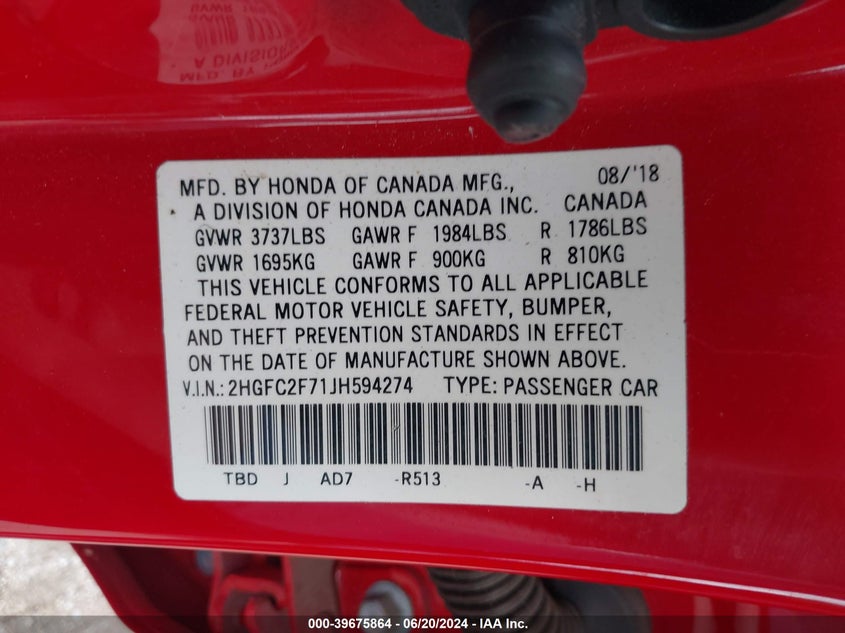 MFD. BY HONDA OF CANADA MFG., 08/'18
A DIVISION OF HONDA CANADA INC. CANADA
GVWR 3737LBS GAWR F 1984LBS R 1786LBS
GVWR 1695KG GAWR F 900KG R 810KG
THIS VEHICLE CONFORMS TO ALL APPLICABLE
FEDERAL MOTOR VEHICLE SAFETY, BUMPER,
AND THEFT PREVENTION STANDARDS IN EFFECT
ON THE DATE OF MANUFACTURE SHOWN ABOVE.
V.I.N.: 2HGFC2F71JH594274 TYPE: PASSENGER CAR
TBD J AD7 -R513 -A -H
000-39675864 / 06/20/2024 - IAA Inc.